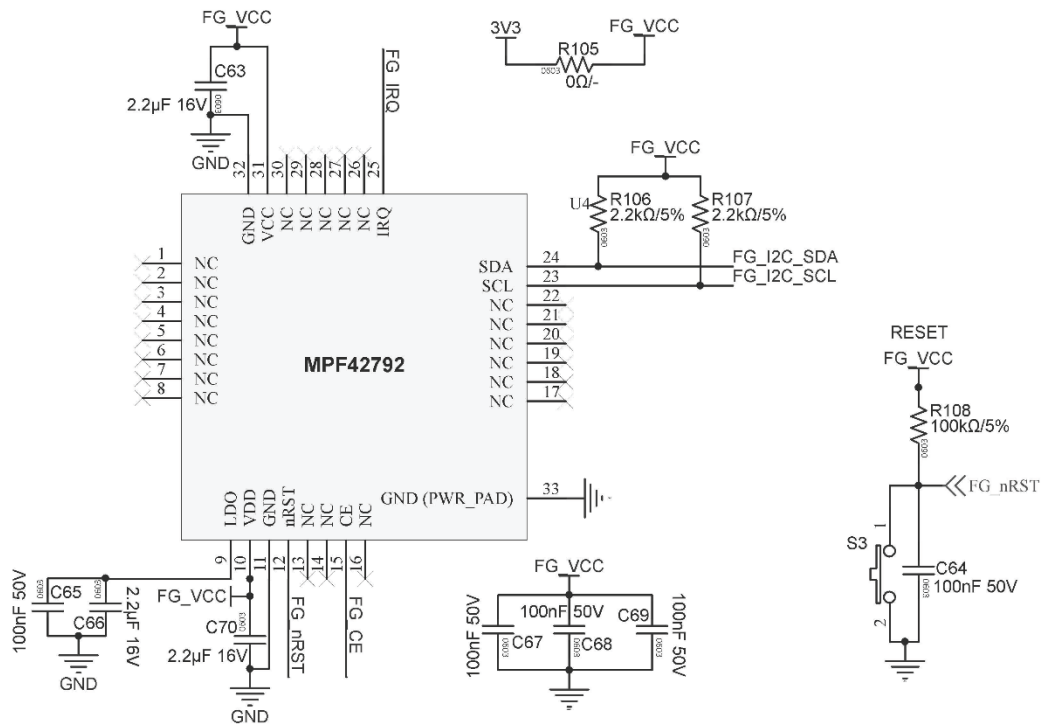 FG_VCC
C63
0603
2.2µF 16V
GND
FG_IRQ
3V3
R105
FG_VCC
0603
0Ω/-
32
31
30
29
28
27
26
25
GND
VCC
NC
NC
NC
NC
NC
IRQ
FG_VCC
U4
R106
2.2kΩ/5%
0603
R107
2.2kΩ/5%
0603
1 NC
2 NC
3 NC
4 NC
5 NC
6 NC
7 NC
8 NC
MPF42792
SDA 24 FG_I2C_SDA
SCL 23 FG_I2C_SCL
NC 22
NC 21
NC 20
NC 19
NC 18
NC 17
GND (PWR_PAD) 33
LDO
VDD
GND
nRST
NC
NC
CE
NC
9
10
11
12
13
14
15
16
100nF 50V
0603
C65
0603
C66
2.2µF 16V
GND
FG_VCC
C70
0603
2.2µF 16V
GND
FG_nRST
FG_CE
FG_VCC
100nF 50V
C67
0603
100nF 50V
C68
0603
C69
0603
100nF 50V
RESET
FG_VCC
R108
100kΩ/5%
0603
FG_nRST
1
S3
2
C64
0603
100nF 50V